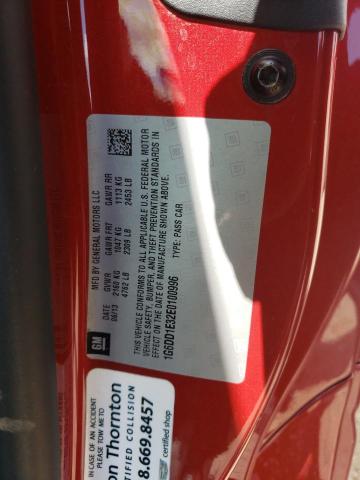 MFD BY GENERAL MOTORS LLC
GVWR GAWR FRT GAWR RR
06/13 2160 KG 1047 KG 1113 KG
4762 LB 2309 LB 2453 LB
THIS VEHICLE CONFORMS TO ALL APPLICABLE U.S. FEDERAL MOTOR
VEHICLE SAFETY, BUMPER, AND THEFT PREVENTION STANDARDS IN
EFFECT ON THE DATE OF MANUFACTURE SHOWN ABOVE.
1G6DD1E32E0100996 TYPE: PASS CAR
GM
IN CASE OF AN ACCIDENT
PLEASE TOW ME TO
on Thornton
CERTIFIED COLLISION
8.669.8457
certified shop